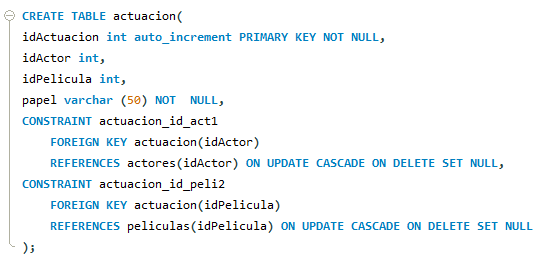 CREATE TABLE actuacion(
idActuacion int auto_increment PRIMARY KEY NOT NULL,
idActor int,
idPelicula int,
papel varchar (50) NOT  NULL,
CONSTRAINT actuacion_id_act1
    FOREIGN KEY actuacion(idActor)
    REFERENCES actores(idActor) ON UPDATE CASCADE ON DELETE SET NULL,
CONSTRAINT actuacion_id_peli2
    FOREIGN KEY actuacion(idPelicula)
    REFERENCES peliculas(idPelicula) ON UPDATE CASCADE ON DELETE SET NULL
);